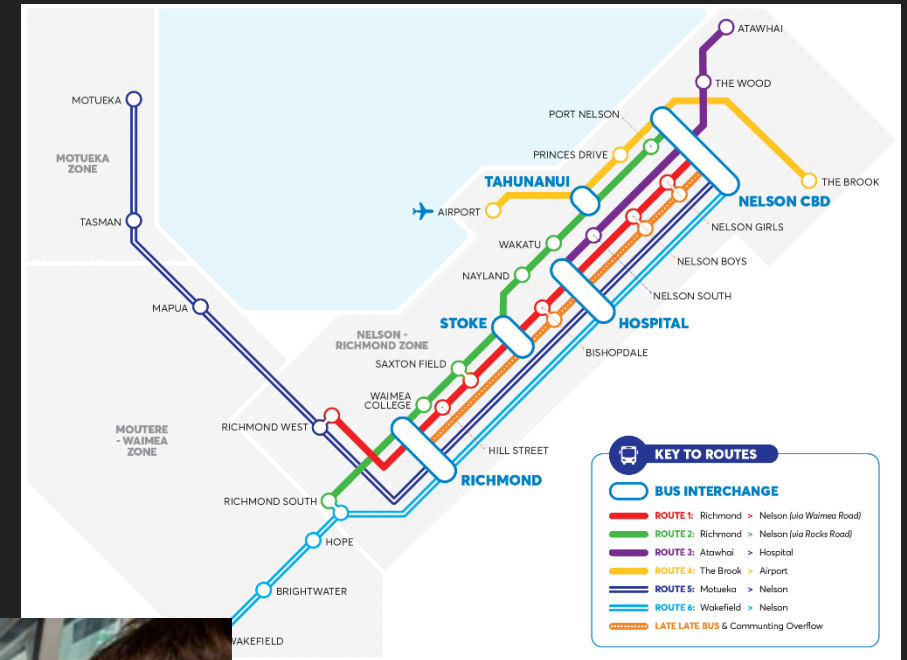 ATAWHAI
THE WOOD
MOTUEKA
PORT NELSON
MOTUEKA
ZONE
PRINCES DRIVE
TAHUNANUI
THE BROOK
NELSON CBD
AIRPORT
TASMAN
NELSON GIRLS
WAKATU
NELSON BOYS
NAYLAND
NELSON SOUTH
MAPUA
STOKE
HOSPITAL
NELSON -
RICHMOND ZONE
BISHOPDALE
SAXTON FIELD
WAIMEA
COLLEGE
RICHMOND WEST
MOUTERE
- WAIMEA
ZONE
HILL STREET
RICHMOND
RICHMOND SOUTH
HOPE
BRIGHTWATER
WAKEFIELD
KEY TO ROUTES
BUS INTERCHANGE
ROUTE 1: Richmond > Nelson (via Waimea Road)
ROUTE 2: Richmond > Nelson (via Rocks Road)
ROUTE 3: Atawhai > Hospital
ROUTE 4: The Brook > Airport
ROUTE 5: Motueka > Nelson
ROUTE 6: Wakefield > Nelson
LATE LATE BUS & Communting Overflow